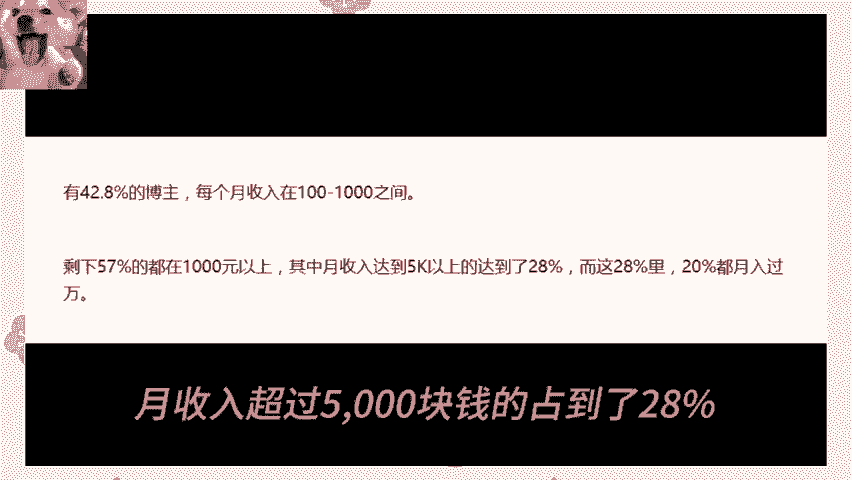 有42.8%的博主，每个月收入在100-1000之间。
剩下57%的都在1000元以上，其中月收入达到5K以上的达到了28%，而这28%里，20%都月入过
万。
月收入超过5,000块钱的占到了28%